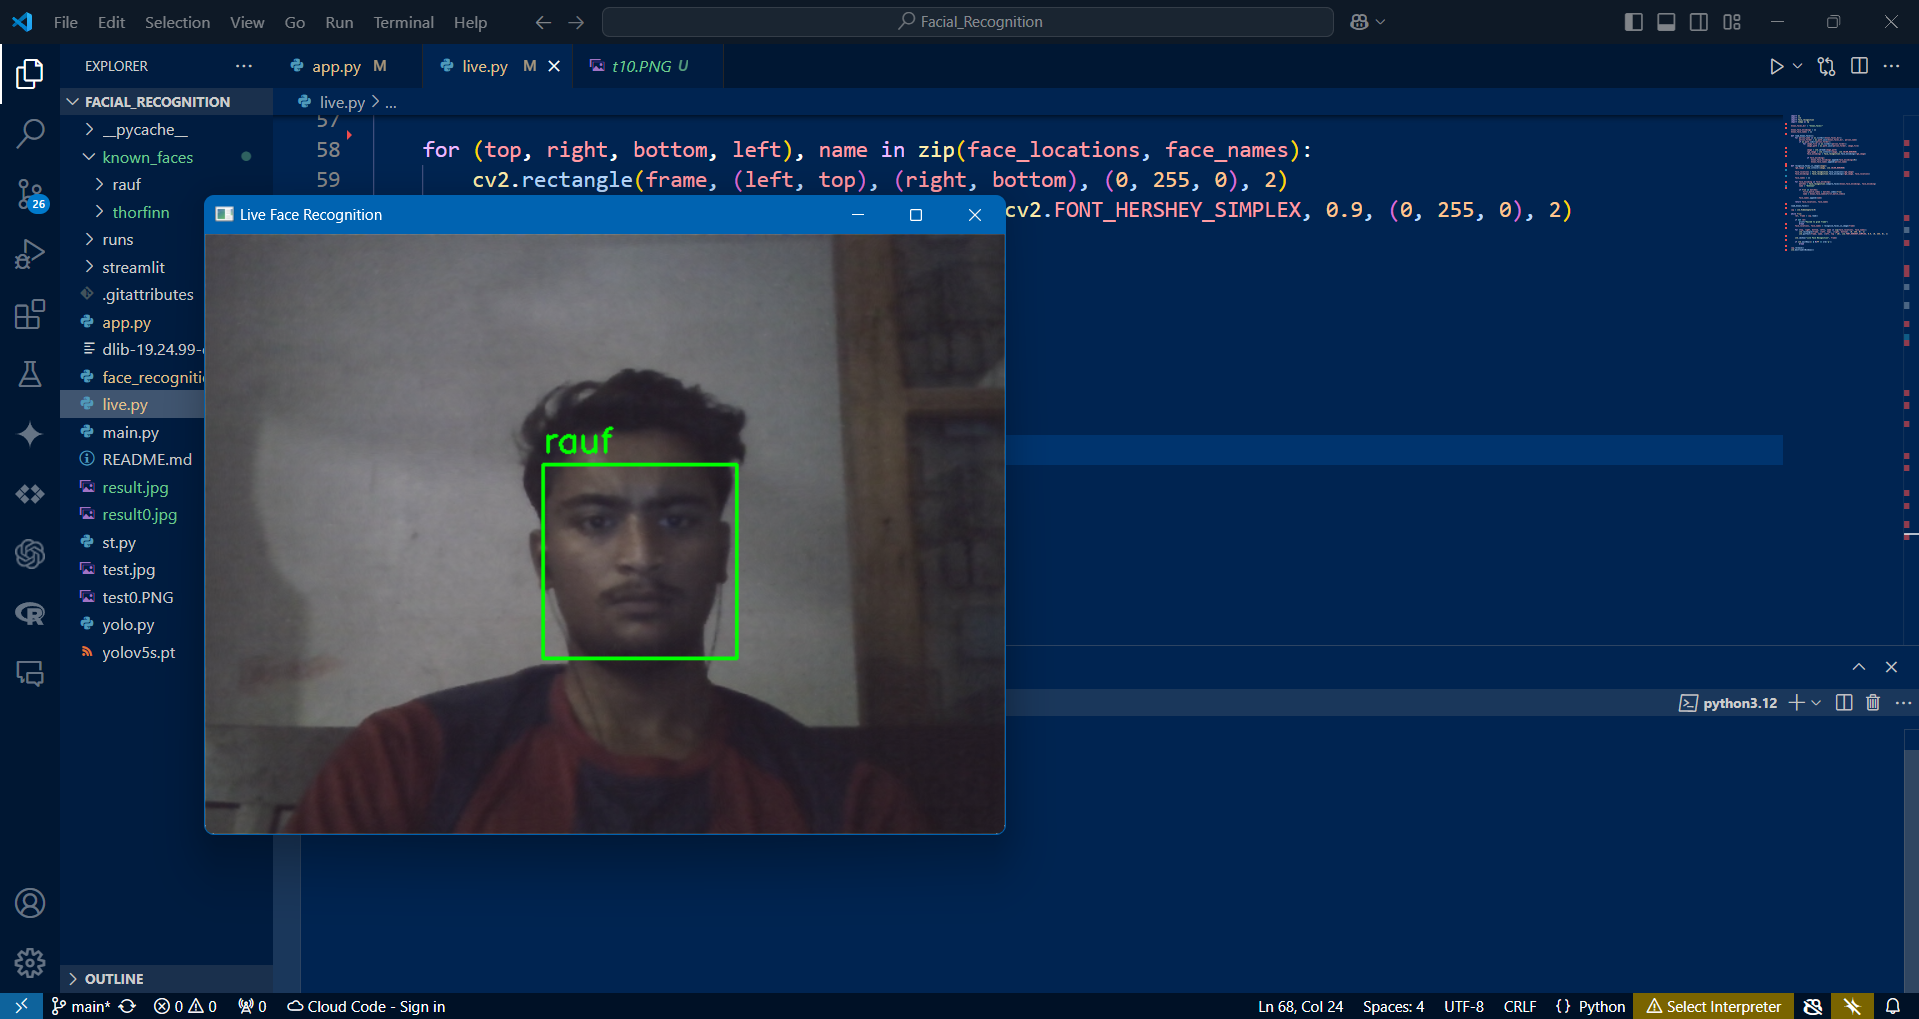 File Edit Selection View Go Run Terminal Help
Facial_Recognition
EXPLORER
app.py M
live.py M
t10.PNG U
FACIAL_RECOGNITION
live.py > ...
__pycache__
known_faces
rauf
thorfinn
runs
streamlit
.gitattributes
app.py
dlib-19.24.99-
face_recogniti
live.py
main.py
README.md
result.jpg
result0.jpg
st.py
test.jpg
test0.PNG
yolo.py
yolov5s.pt
26
57
58 for (top, right, bottom, left), name in zip(face_locations, face_names):
59 cv2.rectangle(frame, (left, top), (right, bottom), (0, 255, 0), 2)
cv2.FONT_HERSHEY_SIMPLEX, 0.9, (0, 255, 0), 2)
Live Face Recognition
rauf
python3.12
OUTLINE
main* 0 0 0 Cloud Code - Sign in
Ln 68, Col 24 Spaces: 4 UTF-8 CRLF {} Python Select Interpreter